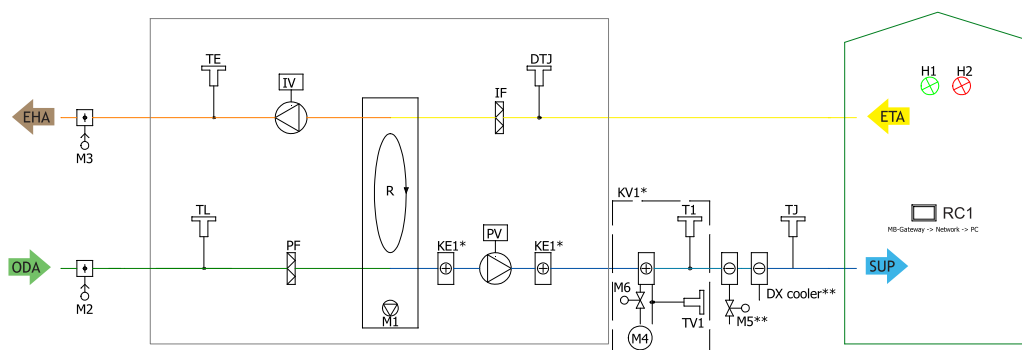 TE
DTJ
IV
IF
H1
H2
EHA
ETA
M3
R
KV1*
TL
T1
TJ
RC1
MB-Gateway -> Network -> PC
PF
KE1*
PV
KE1*
ODA
SUP
M2
M1
M6
TV1
M4
M5**
DX cooler**